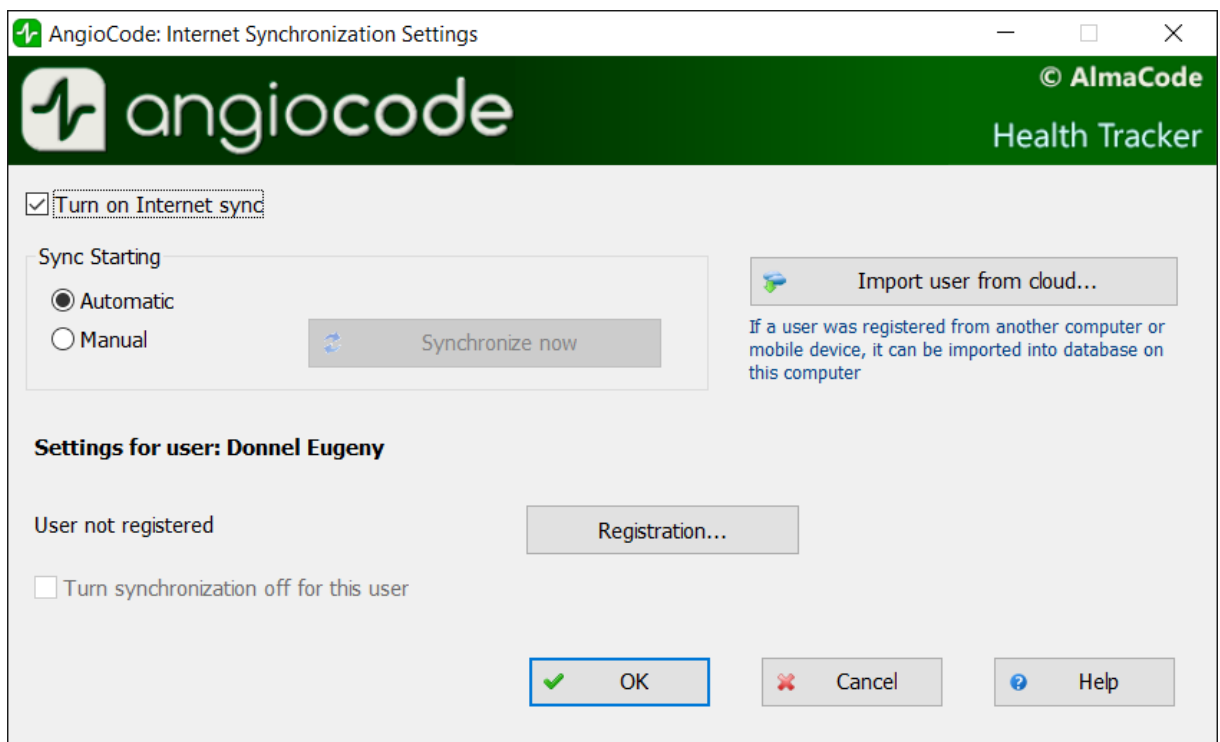 AngioCode: Internet Synchronization Settings
angiocode
© AlmaCode
Health Tracker
Turn on Internet sync
Sync Starting
Automatic
Manual
Synchronize now
Import user from cloud...
If a user was registered from another computer or
mobile device, it can be imported into database on
this computer
Settings for user: Donnel Eugeny
User not registered
Registration...
Turn synchronization off for this user
OK
Cancel
Help